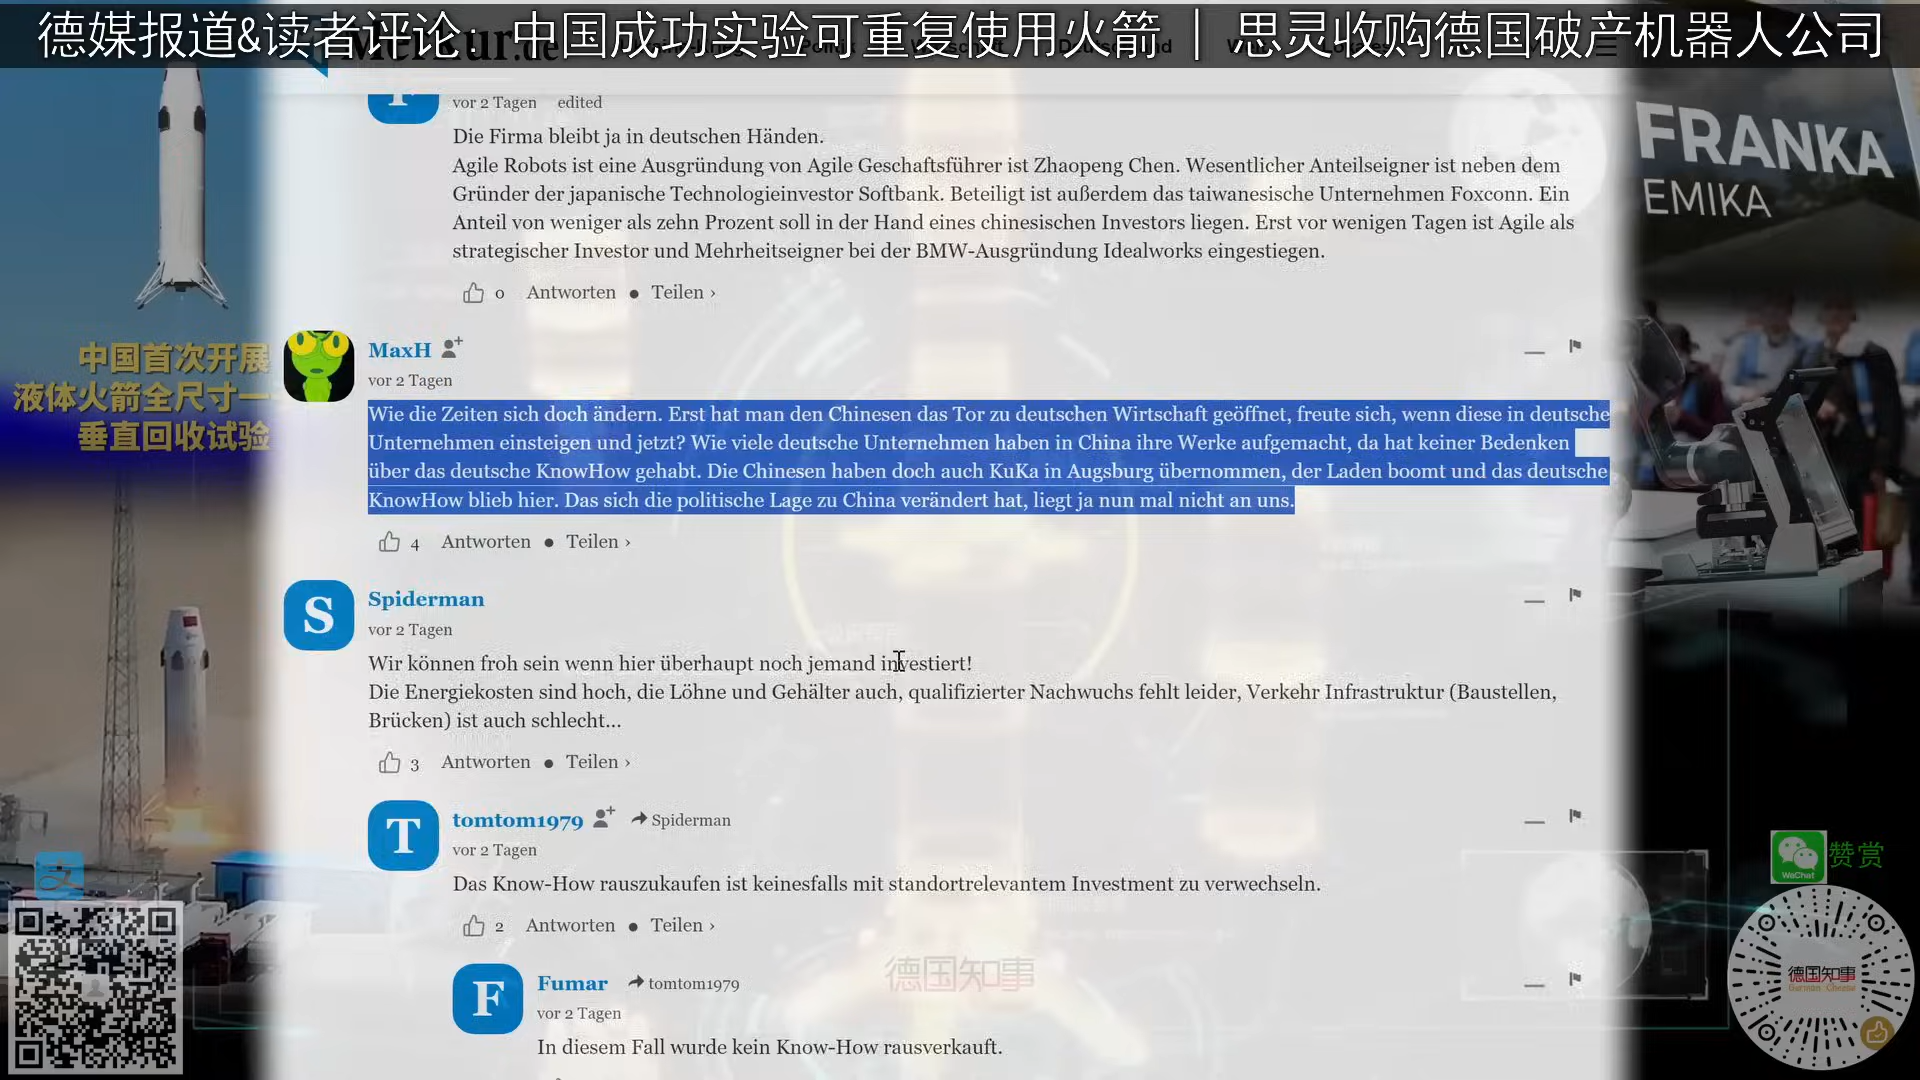 德媒报道&读者评论：中国成功实验可重复使用火箭 | 思灵收购德国破产机器人公司
Merkur.de
vor 2 Tagen edited
Die Firma bleibt ja in deutschen Händen.
Agile Robots ist eine Ausgründung von Agile Geschaftsführer ist Zhaopeng Chen. Wesentlicher Anteilseigner ist neben dem
Gründer der japanische Technologieinvestor Softbank. Beteiligt ist außerdem das taiwanesische Unternehmen Foxconn. Ein
Anteil von weniger als zehn Prozent soll in der Hand eines chinesischen Investors liegen. Erst vor wenigen Tagen ist Agile als
strategischer Investor und Mehrheitseigner bei der BMW-Ausgründung Idealworks eingestiegen.
0 Antworten ● Teilen ›
FRANKA
EMIKA
中国首次开展
液体火箭全尺寸一
垂直回收试验
MaxH
vor 2 Tagen
Wie die Zeiten sich doch ändern. Erst hat man den Chinesen das Tor zu deutschen Wirtschaft geöffnet, freute sich, wenn diese in deutsche
Unternehmen einsteigen und jetzt? Wie viele deutsche Unternehmen haben in China ihre Werke aufgemacht, da hat keiner Bedenken
über das deutsche KnowHow gehabt. Die Chinesen haben doch auch KuKa in Augsburg übernommen, der Laden boomt und das deutsche
KnowHow blieb hier. Das sich die politische Lage zu China verändert hat, liegt ja nun mal nicht an uns.
4 Antworten ● Teilen ›
S
Spiderman
vor 2 Tagen
Wir können froh sein wenn hier überhaupt noch jemand investiert!
Die Energiekosten sind hoch, die Löhne und Gehälter auch, qualifizierter Nachwuchs fehlt leider, Verkehr Infrastruktur (Baustellen,
Brücken) ist auch schlecht...
3 Antworten ● Teilen ›
T
tomtom1979 Spiderman
vor 2 Tagen
Das Know-How rauszukaufen ist keinesfalls mit standortrelevantem Investment zu verwechseln.
2 Antworten ● Teilen ›
F
Fumar tomtom1979
vor 2 Tagen
In diesem Fall wurde kein Know-How rausverkauft.
德国知事
支
WeChat
赞赏
德国知事